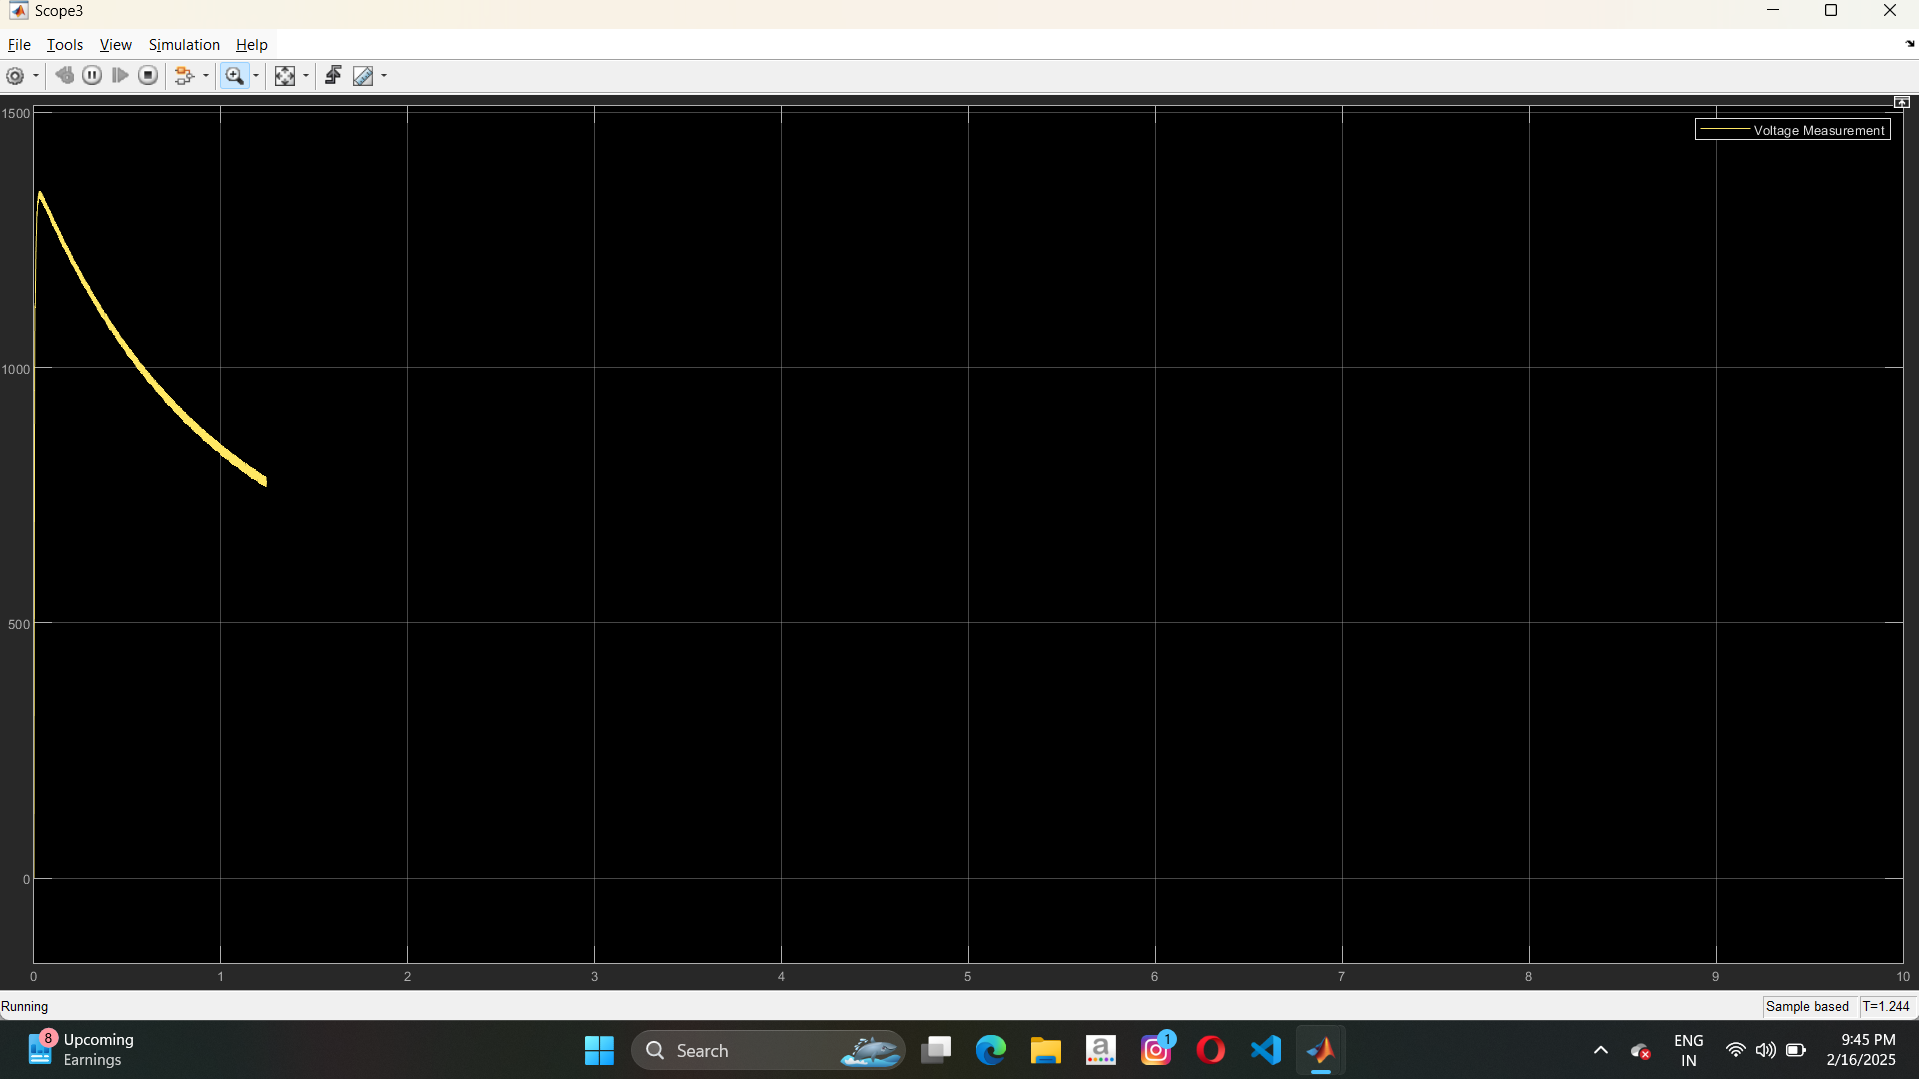 Scope3
File Tools View Simulation Help
1500
Voltage Measurement
1000
500
0
0 1 2 3 4 5 6 7 8 9 10
Running
Sample based T=1.244
8
Upcoming
Earnings
Search
a
1
ENG
IN
9:45 PM
2/16/2025